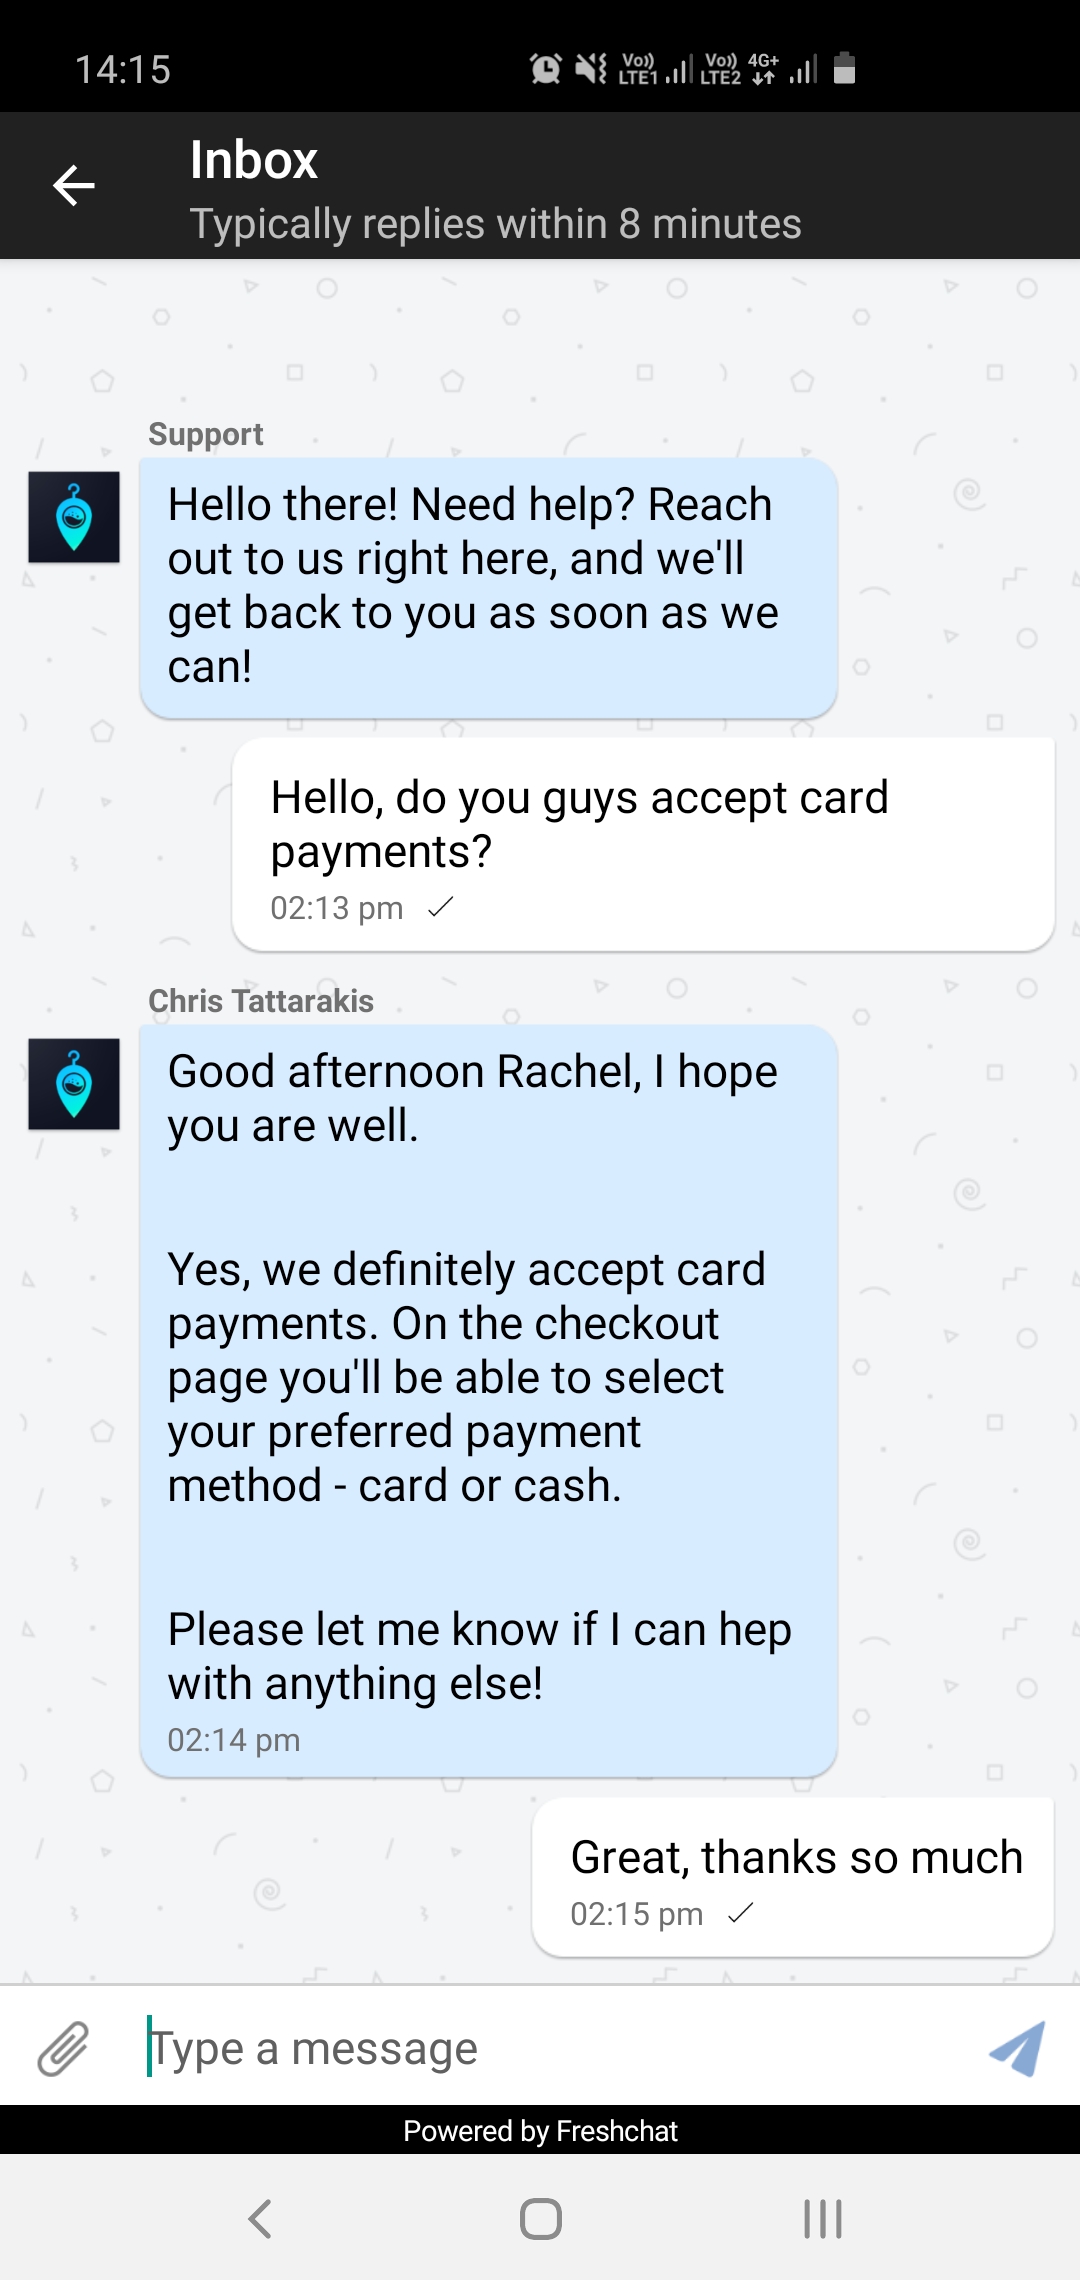 14:15
Vo)) LTE1 Vo)) LTE2 4G+
Inbox
Typically replies within 8 minutes
Support
Hello there! Need help? Reach
out to us right here, and we'll
get back to you as soon as we
can!
Hello, do you guys accept card
payments?
02:13 pm
Chris Tattarakis
Good afternoon Rachel, I hope
you are well.
Yes, we definitely accept card
payments. On the checkout
page you'll be able to select
your preferred payment
method - card or cash.
Please let me know if I can hep
with anything else!
02:14 pm
Great, thanks so much
02:15 pm
Type a message
Powered by Freshchat